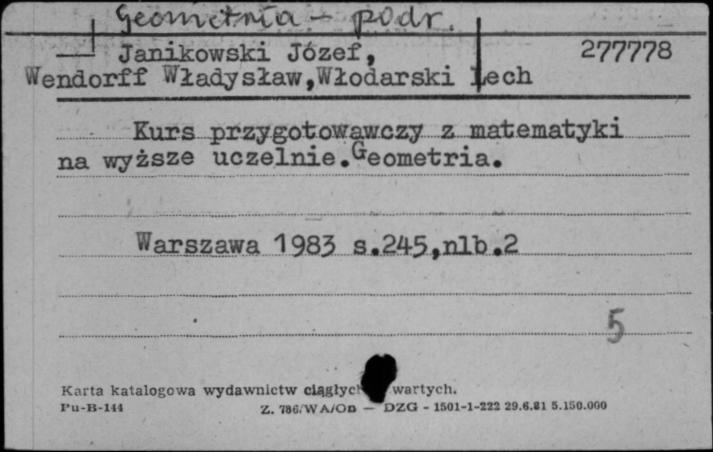 Geometria - podr.
Janikowski Józef, 277778
Wendorff Władysław,Włodarski Lech
Kurs przygotowawczy z matematyki
na wyższe uczelnie.Geometria.
Warszawa 1983 s.245,nlb.2
5
Karta katalogowa wydawnictw ciągłych wartych.
Pu-B-144 Z. 786/WA/OD — DZG - 1501-1-222 29.6.81 5.150.000